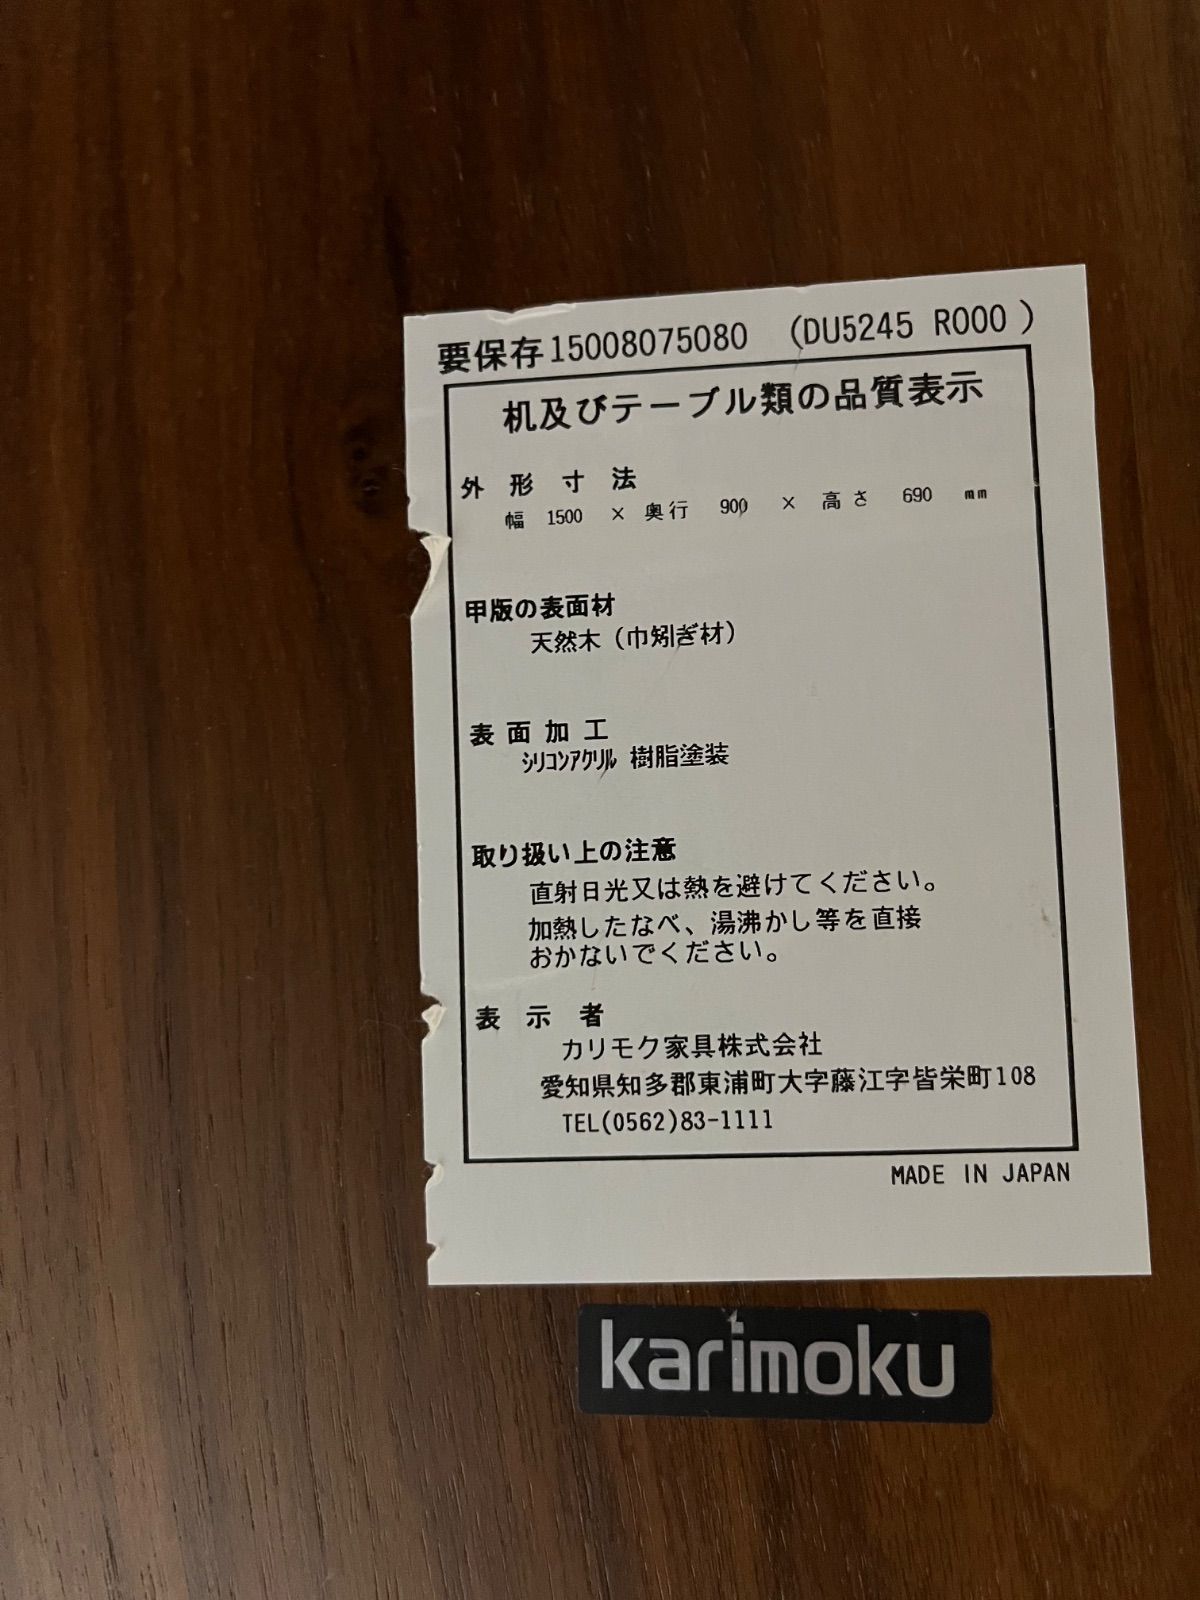 要保存15008075080 (DU5245 R000 )
机及びテーブル類の品質表示
外形寸法
幅 1500 × 奥行 900 × 高さ 690 mm
甲版の表面材
天然木(巾矧ぎ材)
表面加工
ｼﾘｺﾝｱｸﾘﾙ 樹脂塗装
取り扱い上の注意
直射日光又は熱を避けてください。
加熱したなべ、湯沸かし等を直接
おかないでください。
表示者
カリモク家具株式会社
愛知県知多郡東浦町大字藤江字皆栄町108
TEL(0562)83-1111
MADE IN JAPAN
karimoku